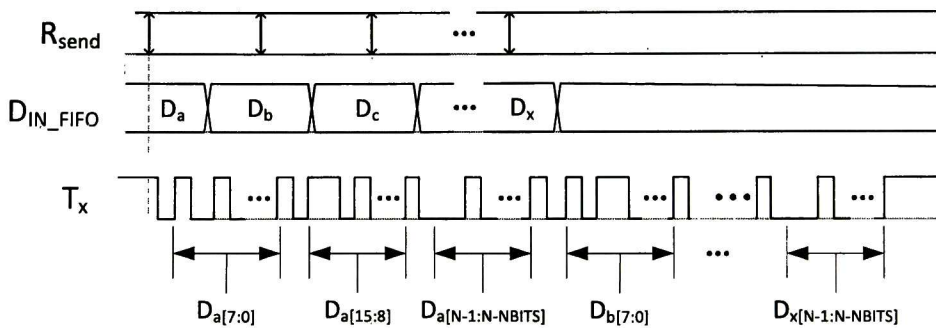 R_send ...
D_IN_FIFO D_a D_b D_c ... D_x
T_x ... ... ... ... ... ...
...
D_a[7:0] D_a[15:8] D_a[N-1:N-NBITS] D_b[7:0] D_x[N-1:N-NBITS]